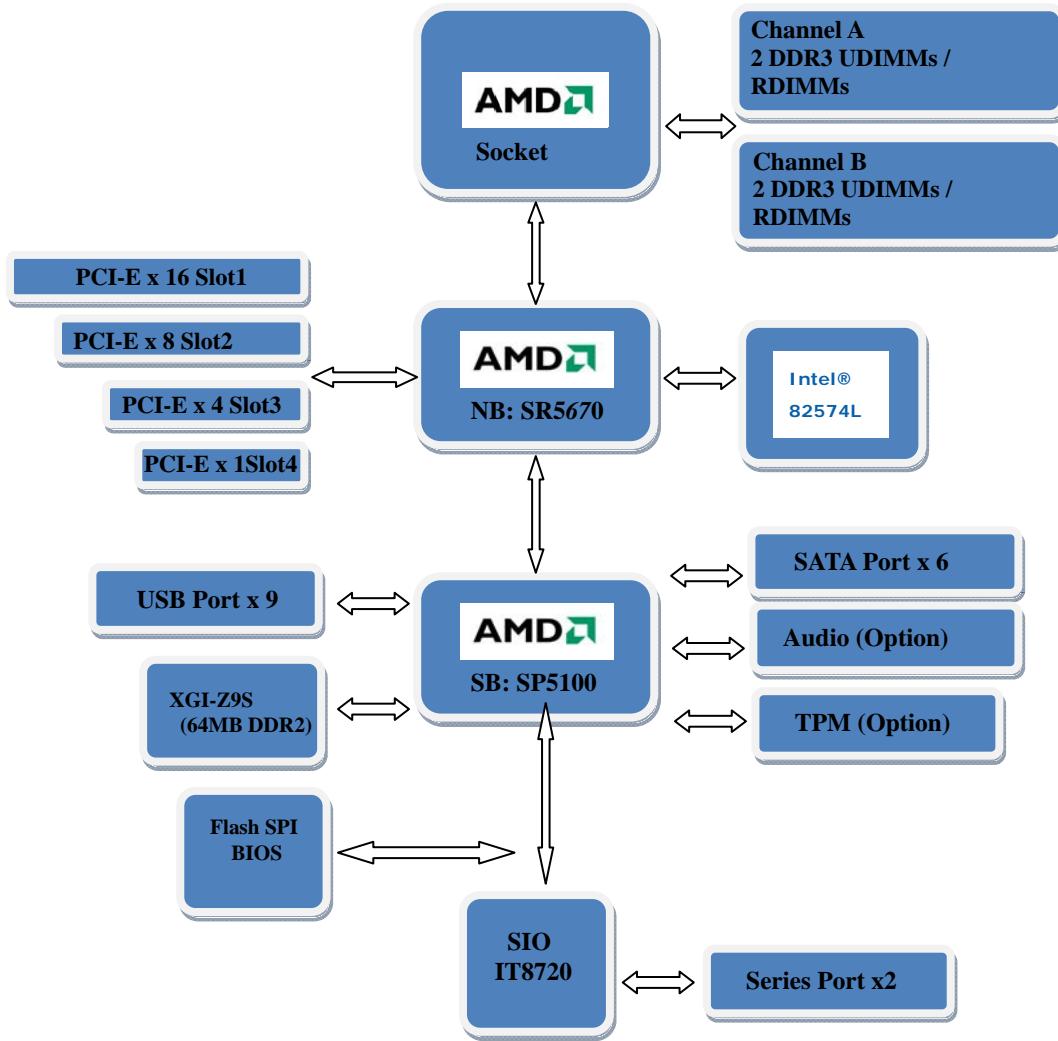 AMD
Socket
Channel A
2 DDR3 UDIMMs /
RDIMMs
Channel B
2 DDR3 UDIMMs /
RDIMMs
PCI-E x 16 Slot1
PCI-E x 8 Slot2
PCI-E x 4 Slot3
PCI-E x 1Slot4
AMD
NB: SR5670
Intel®
82574L
USB Port x 9
XGI-Z9S
(64MB DDR2)
AMD
SB: SP5100
SATA Port x 6
Audio (Option)
TPM (Option)
Flash SPI
BIOS
SIO
IT8720
Series Port x2